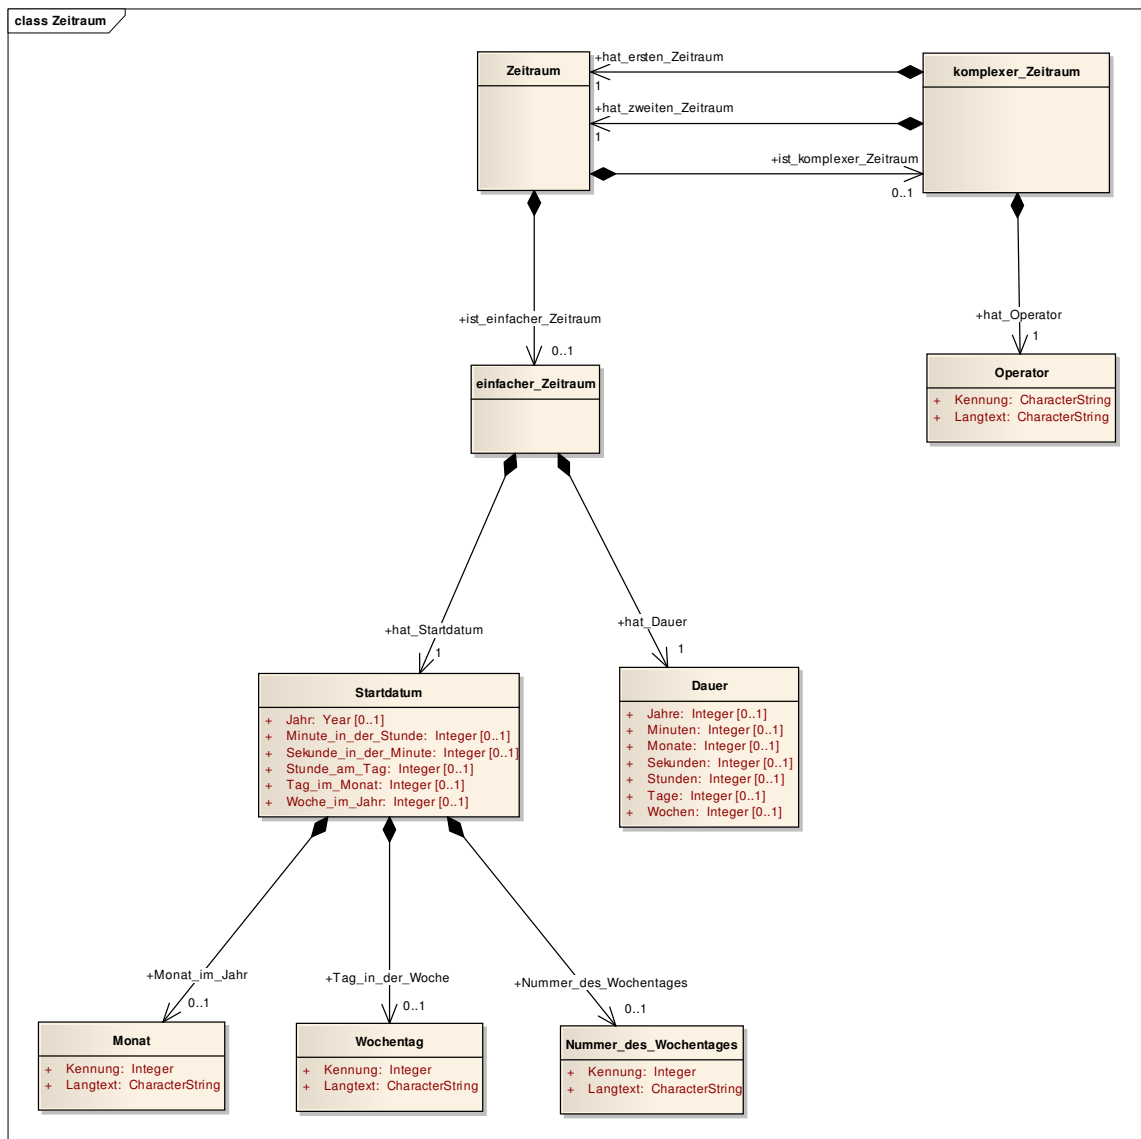 class Zeitraum
Zeitraum
+hat_ersten_Zeitraum
1
+hat_zweiten_Zeitraum
1
+ist_komplexer_Zeitraum
0..1
komplexer_Zeitraum
+ist_einfacher_Zeitraum
0..1
+hat_Operator
1
einfacher_Zeitraum
Operator
+ Kennung: CharacterString
+ Langtext: CharacterString
+hat_Startdatum
1
+hat_Dauer
1
Startdatum
+ Jahr: Year [0..1]
+ Minute_in_der_Stunde: Integer [0..1]
+ Sekunde_in_der_Minute: Integer [0..1]
+ Stunde_am_Tag: Integer [0..1]
+ Tag_im_Monat: Integer [0..1]
+ Woche_im_Jahr: Integer [0..1]
Dauer
+ Jahre: Integer [0..1]
+ Minuten: Integer [0..1]
+ Monate: Integer [0..1]
+ Sekunden: Integer [0..1]
+ Stunden: Integer [0..1]
+ Tage: Integer [0..1]
+ Wochen: Integer [0..1]
+Monat_im_Jahr
0..1
+Tag_in_der_Woche
0..1
+Nummer_des_Wochentages
0..1
Monat
+ Kennung: Integer
+ Langtext: CharacterString
Wochentag
+ Kennung: Integer
+ Langtext: CharacterString
Nummer_des_Wochentages
+ Kennung: Integer
+ Langtext: CharacterString